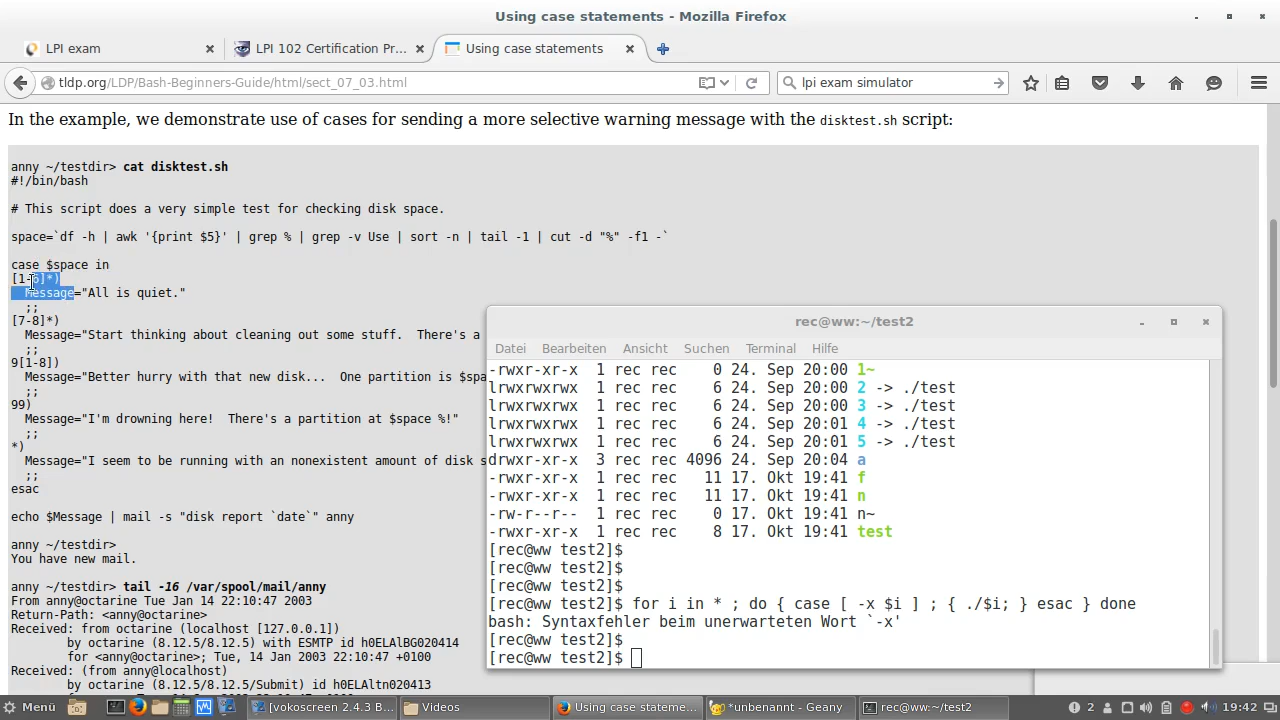 Using case statements - Mozilla Firefox
LPI exam
LPI 102 Certification Pr...
Using case statements
tldp.org/LDP/Bash-Beginners-Guide/html/sect_07_03.html
lpi exam simulator
In the example, we demonstrate use of cases for sending a more selective warning message with the disktest.sh script:
anny ~/testdir> cat disktest.sh
#!/bin/bash
# This script does a very simple test for checking disk space.
space=`df -h | awk '{print $5}' | grep % | grep -v Use | sort -n | tail -1 | cut -d "%" -f1 -`
case $space in
[1-6]*)
Message="All is quiet."
;;
[7-8]*)
Message="Start thinking about cleaning out some stuff.  There's a
;;
9[1-8])
Message="Better hurry with that new disk...  One partition is $spa
;;
99)
Message="I'm drowning here!  There's a partition at $space %!"
;;
*)
Message="I seem to be running with an nonexistent amount of disk s
;;
esac
echo $Message | mail -s "disk report `date`" anny
anny ~/testdir>
You have new mail.
anny ~/testdir> tail -16 /var/spool/mail/anny
From anny@octarine Tue Jan 14 22:10:47 2003
Return-Path: <anny@octarine>
Received: from octarine (localhost [127.0.0.1])
by octarine (8.12.5/8.12.5) with ESMTP id h0ELAlBG020414
for <anny@octarine>; Tue, 14 Jan 2003 22:10:47 +0100
Received: (from anny@localhost)
by octarine (8.12.5/8.12.5/Submit) id h0ELAltn020413
rec@ww:~/test2
Datei Bearbeiten Ansicht Suchen Terminal Hilfe
-rwxr-xr-x  1 rec rec    0 24. Sep 20:00 1~
lrwxrwxrwx  1 rec rec    6 24. Sep 20:00 2 -> ./test
lrwxrwxrwx  1 rec rec    6 24. Sep 20:00 3 -> ./test
lrwxrwxrwx  1 rec rec    6 24. Sep 20:01 4 -> ./test
lrwxrwxrwx  1 rec rec    6 24. Sep 20:01 5 -> ./test
drwxr-xr-x  3 rec rec 4096 24. Sep 20:04 a
-rwxr-xr-x  1 rec rec   11 17. Okt 19:41 f
-rwxr-xr-x  1 rec rec   11 17. Okt 19:41 n
-rw-r--r--  1 rec rec    0 17. Okt 19:41 n~
-rwxr-xr-x  1 rec rec    8 17. Okt 19:41 test
[rec@ww test2]$
[rec@ww test2]$
[rec@ww test2]$
[rec@ww test2]$ for i in * ; do { case [ -x $i ] ; { ./$i; } esac } done
bash: Syntaxfehler beim unerwarteten Wort `-x'
[rec@ww test2]$
[rec@ww test2]$
Menü
[vokoscreen 2.4.3 B...
Videos
Using case stateme...
*unbenannt - Geany
rec@ww:~/test2
2
19:42